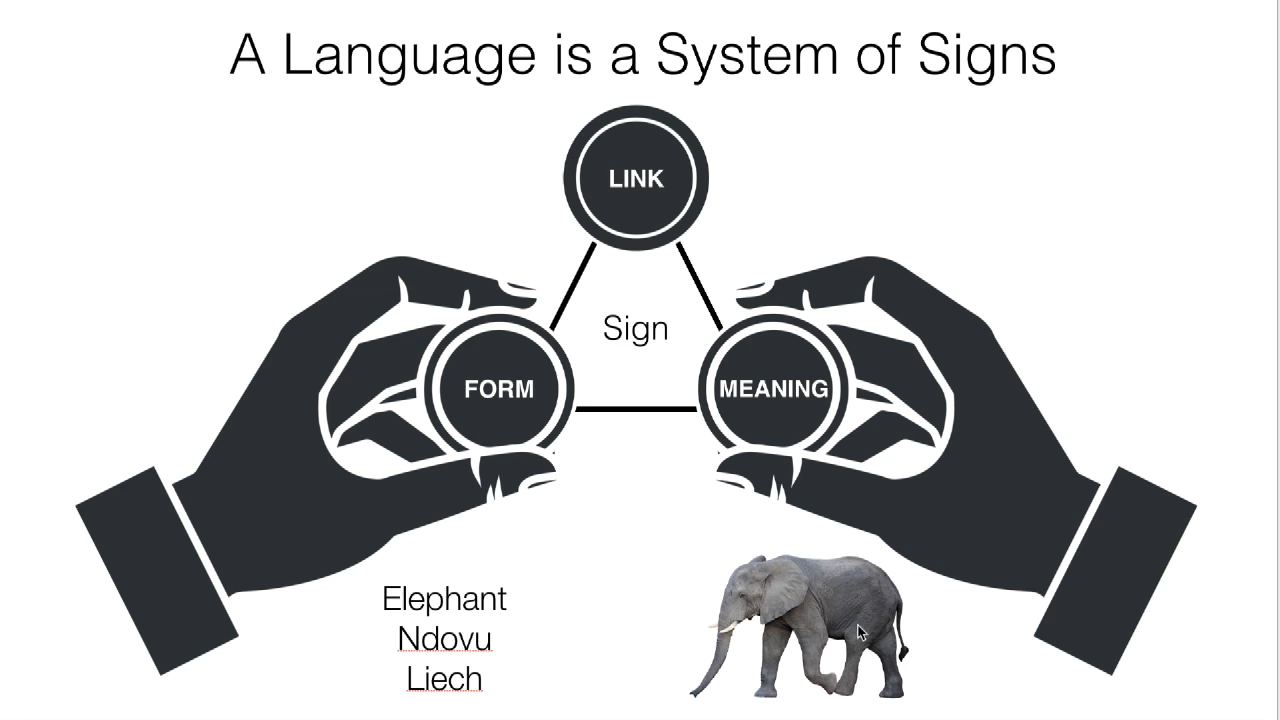 A Language is a System of Signs
LINK
Sign
FORM
MEANING
Elephant
Ndovu
Liech